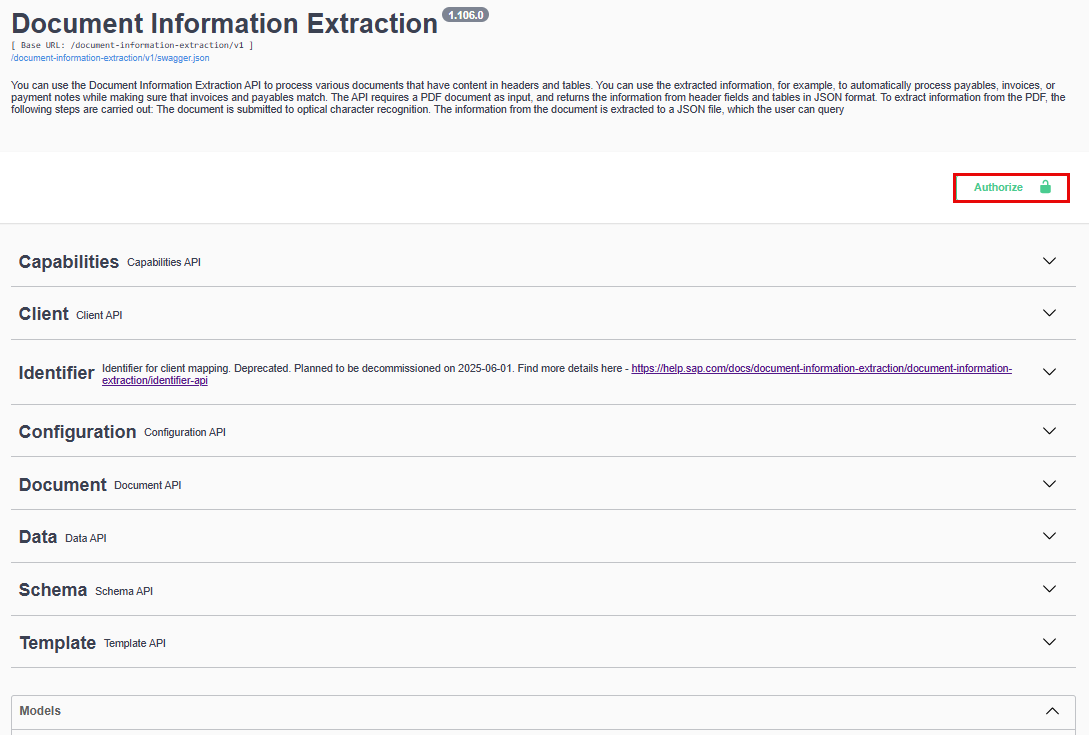 Document Information Extraction 1.106.0
[ Base URL: /document-information-extraction/v1 ]
/document-information-extraction/v1/swagger.json
You can use the Document Information Extraction API to process various documents that have content in headers and tables. You can use the extracted information, for example, to automatically process payables, invoices, or
payment notes while making sure that invoices and payables match. The API requires a PDF document as input, and returns the information from header fields and tables in JSON format. To extract information from the PDF, the
following steps are carried out: The document is submitted to optical character recognition. The information from the document is extracted to a JSON file, which the user can query
Authorize
Capabilities Capabilities API
Client Client API
Identifier Identifier for client mapping. Deprecated. Planned to be decommissioned on 2025-06-01. Find more details here - https://help.sap.com/docs/document-information-extraction/document-information-
extraction/identifier-api
Configuration Configuration API
Document Document API
Data Data API
Schema Schema API
Template Template API
Models